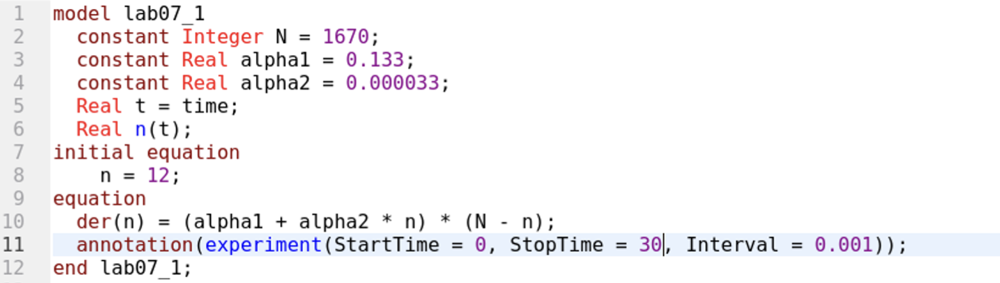 1 model lab07_1
2   constant Integer N = 1670;
3   constant Real alpha1 = 0.133;
4   constant Real alpha2 = 0.000033;
5   Real t = time;
6   Real n(t);
7 initial equation
8     n = 12;
9 equation
10   der(n) = (alpha1 + alpha2 * n) * (N - n);
11   annotation(experiment(StartTime = 0, StopTime = 30, Interval = 0.001));
12 end lab07_1;